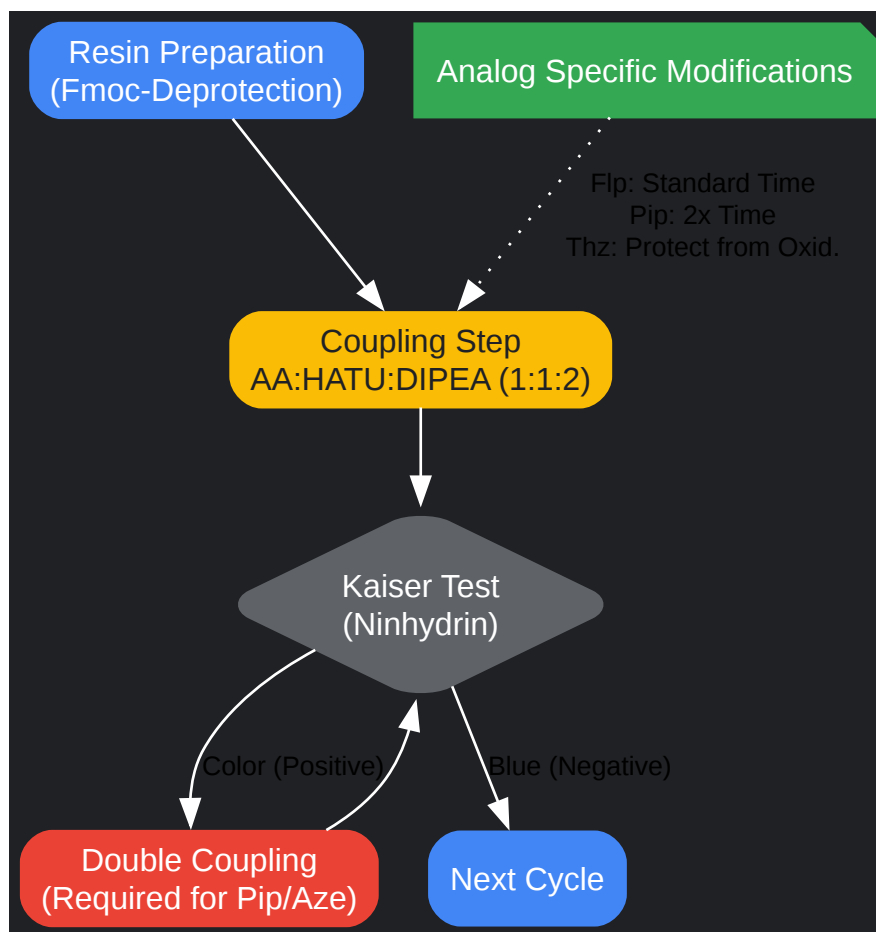 Resin Preparation
(Fmoc-Deprotection)
Analog Specific Modifications
Flp: Standard Time
Pip: 2x Time
Thz: Protect from Oxid.
Coupling Step
AA:HATU:DIPEA (1:1:2)
Kaiser Test
(Ninhydrin)
Color (Positive)
Blue (Negative)
Double Coupling
(Required for Pip/Aze)
Next Cycle